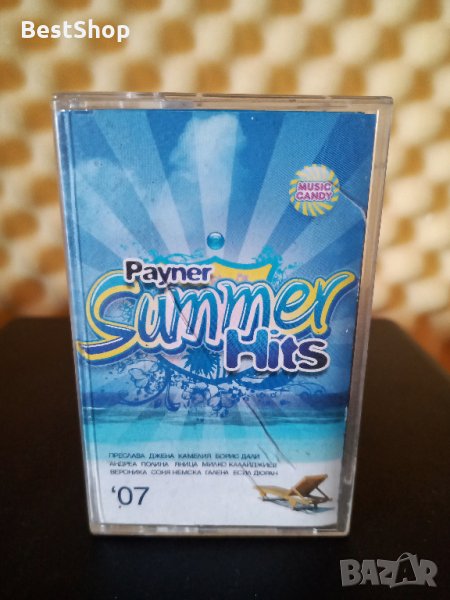 BestShop
MUSIC
CANDY
Payner
Summer
Hits
ПРЕСЛАВА ДЖЕНА КАМЕЛИЯ БОРИС ДАЛИ
АНДРЕА ПОЛИНА ЯНИЦА МИЛКО КАЛАЙДЖИЕВ
ВЕРОНИКА СОНЯ НЕМСКА ГАЛЕНА ЕСИЛ ДЮРАН
'07
BAZAR